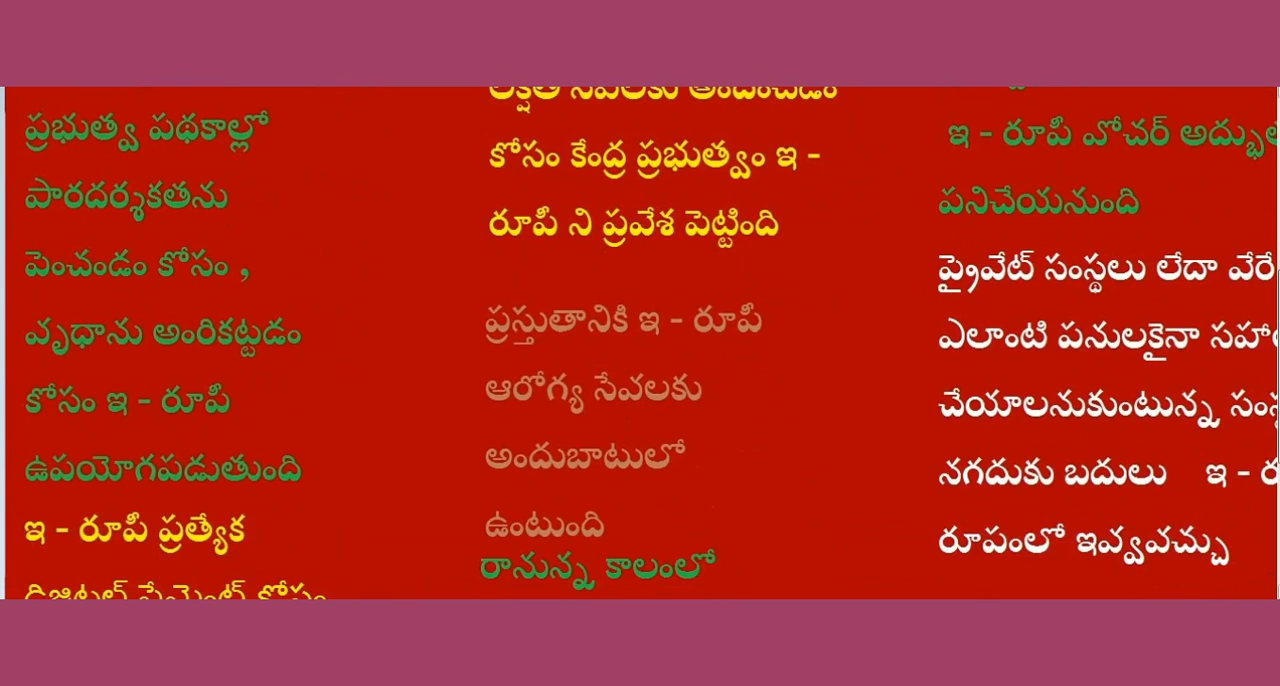 ప్రభుత్వ పథకాల్లో
పారదర్శకతను
పెంచండం కోసం ,
వృధాను అంరికట్టడం
కోసం ఇ - రూపీ
ఉపయోగపడుతుంది
ఇ - రూపీ ప్రత్యేక
డిజిటల్ పేమెంట్ కోసం
కోసం కేంద్ర ప్రభుత్వం ఇ -
రూపీ ని ప్రవేశ పెట్టింది
ప్రస్తుతానికి ఇ - రూపీ
ఆరోగ్య సేవలకు
అందుబాటులో
ఉంటుంది
రానున్న కాలంలో
ఇ - రూపీ వోచర్
పనిచేయనుంది
ప్రైవేట్ సంస్థలు లేదా వేరే
ఎలాంటి పనులకైనా
చేయాలనుకుంటున్న
నగదుకు బదులు ఇ -
రూపంలో ఇవ్వవచ్చు